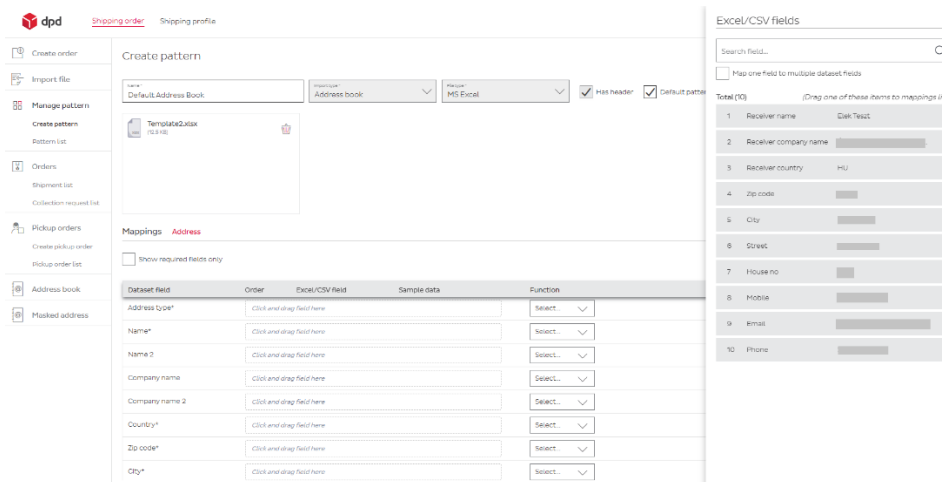 dpd
Shipping order
Shipping profile
Create order
Import file
Manage pattern
Create pattern
Pattern list
Orders
Shipment list
Collection request list
Pickup orders
Create pickup order
Pickup order list
Address book
Masked address
Create pattern
Name*
Default Address Book
Import type*
Address book
File type*
MS Excel
Has header
Default patter
Template2.xlsx
Mappings
Address
Show required fields only
Dataset field Order Excel/CSV field Sample data Function
Address type* Click and drag field here Select...
Name* Click and drag field here Select...
Name 2 Click and drag field here Select...
Company name Click and drag field here Select...
Company name 2 Click and drag field here Select...
Country* Click and drag field here Select...
Zip code* Click and drag field here Select...
City* Click and drag field here Select...
Excel/CSV fields
Search field...
Map one field to multiple dataset fields
Total (10) (Drag one of these items to mappings
1 Receiver name Elek Teszt
2 Receiver company name
3 Receiver country HU
4 Zip code
5 City
6 Street
7 House no
8 Mobile
9 Email
10 Phone